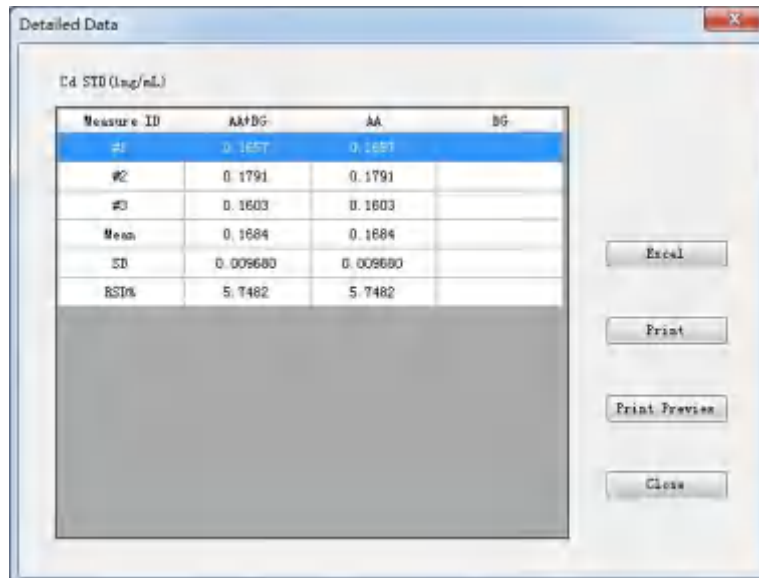 Detailed Data
Cd STD(1mg/mL)
Measure ID AA+BG AA BG
#1 0.1657 0.1657
#2 0.1791 0.1791
#3 0.1603 0.1603
Mean 0.1684 0.1684
SD 0.009680 0.009680
RSD% 5.7482 5.7482
Excel
Print
Print Preview
Close